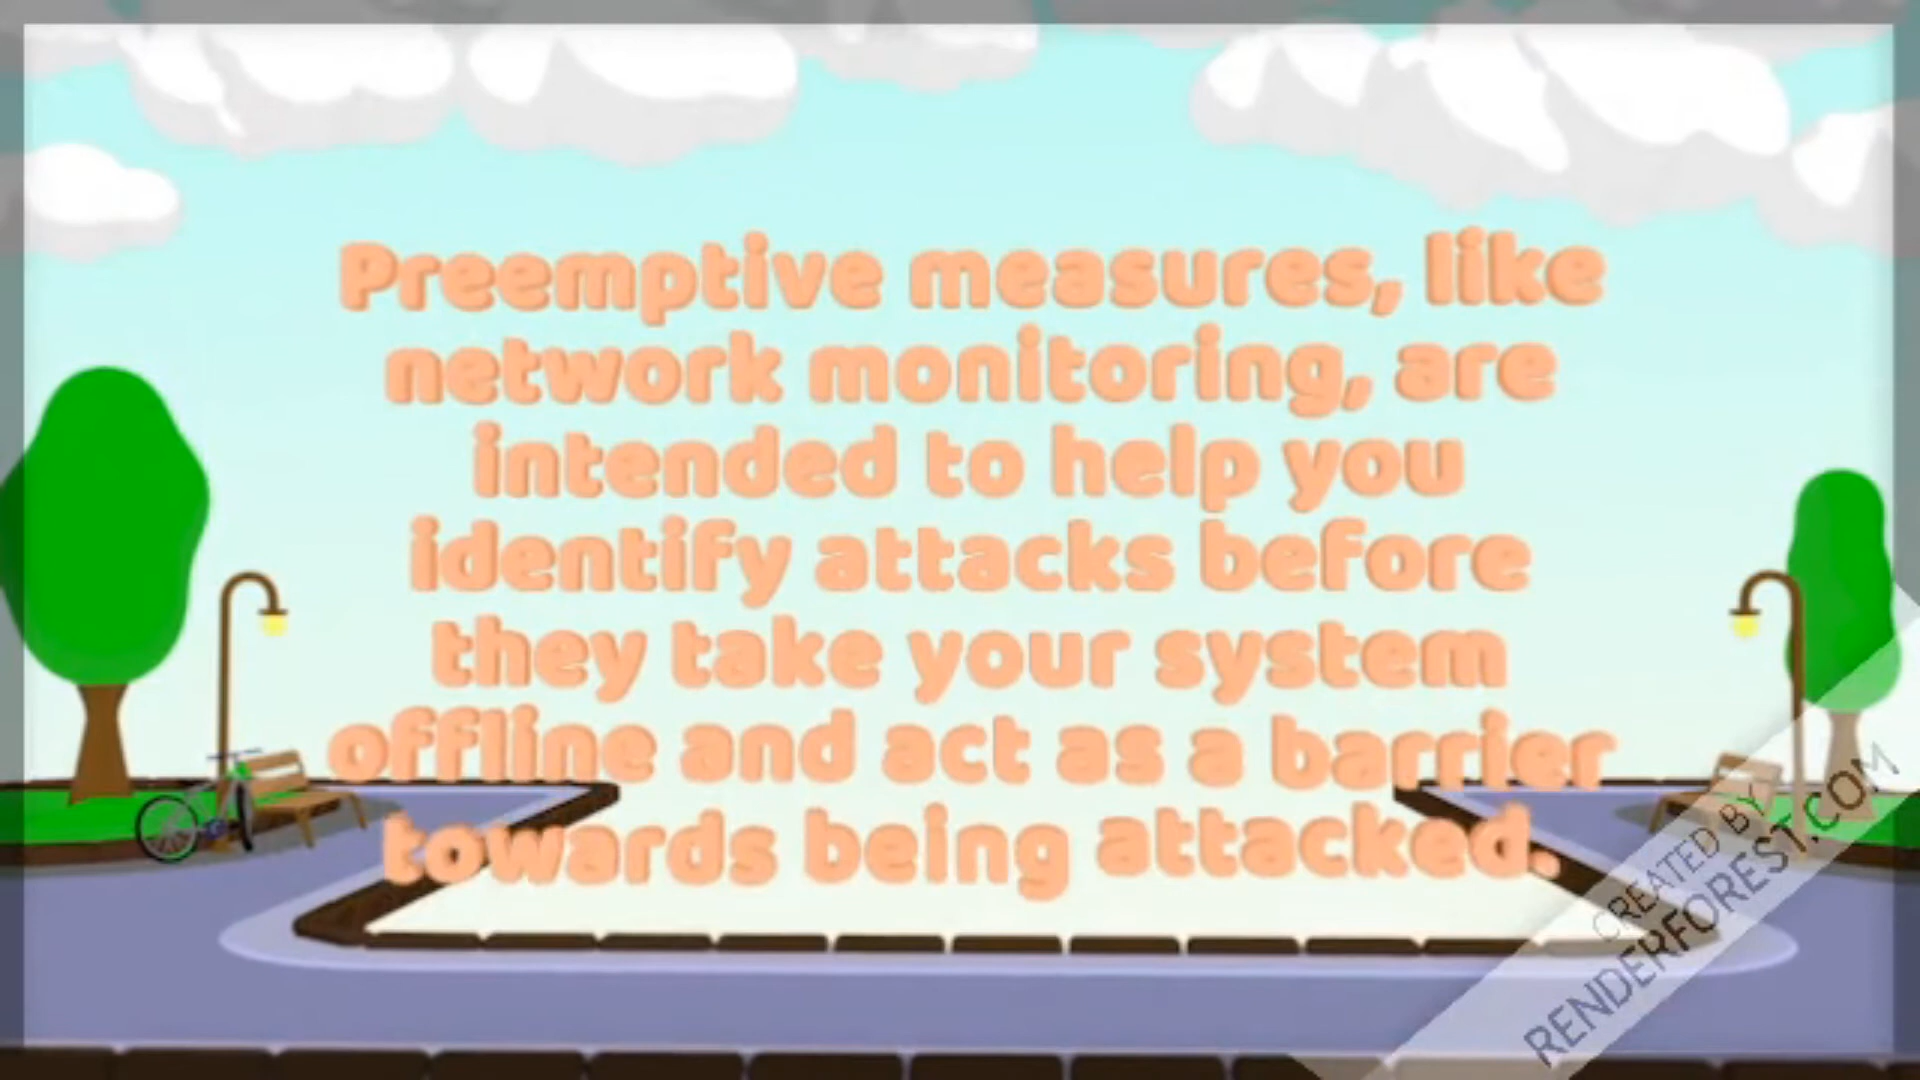 Preemptive measures, like
network monitoring, are
intended to help you
identify attacks before
they take your system
offline and act as a barrier
towards being attacked.
CREATED BY
RENDERFOREST.COM